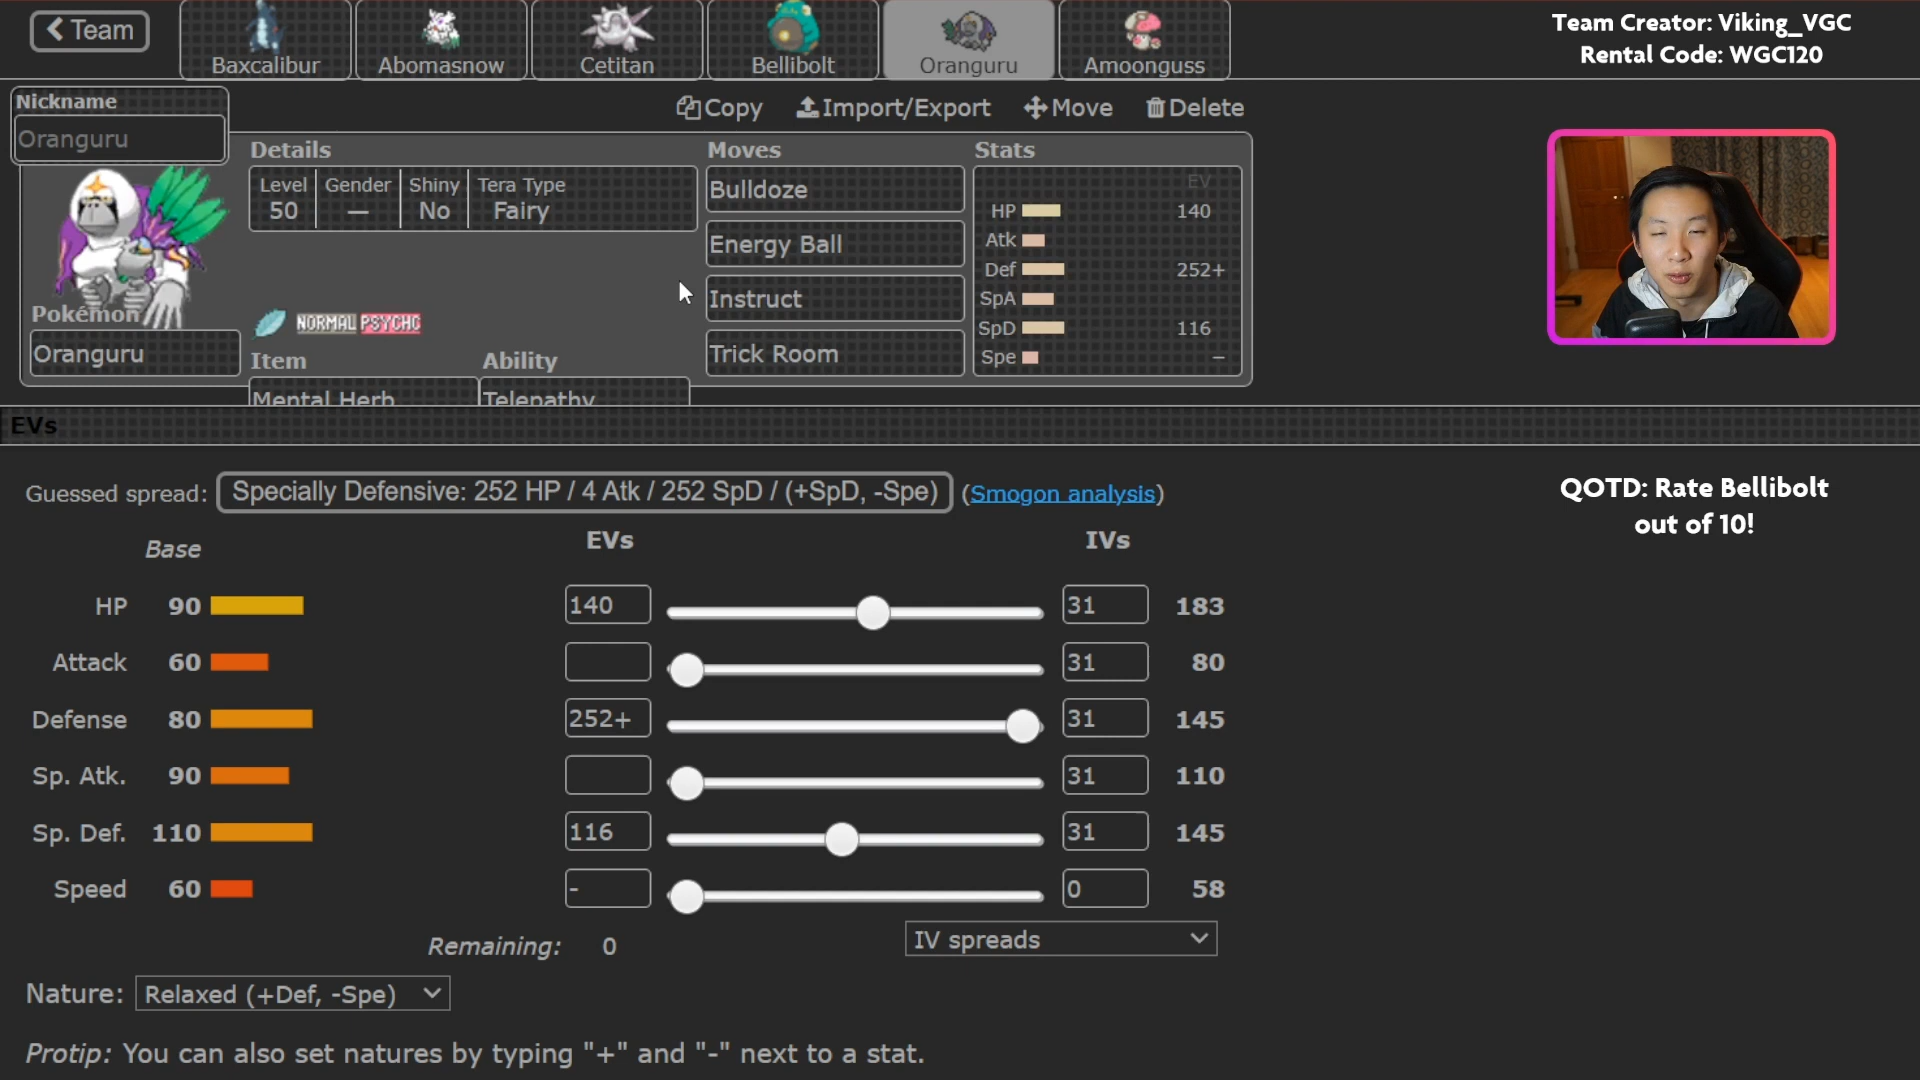 Team
Baxcalibur
Abomasnow
Cetitan
Bellibolt
Oranguru
Amoonguss
Team Creator: Viking_VGC
Rental Code: WGC120
Nickname
Oranguru
Copy
Import/Export
Move
Delete
Details
Moves
Stats
Level
50
Gender
—
Shiny
No
Tera Type
Fairy
Bulldoze
Energy Ball
Instruct
Trick Room
EV
HP 140
Atk
Def 252+
SpA
SpD 116
Spe –
Pokémon
Oranguru
NORMAL PSYCHC
Item
Mental Herb
Ability
Telepathy
EVs
Guessed spread: Specially Defensive: 252 HP / 4 Atk / 252 SpD / (+SpD, -Spe) (Smogon analysis)
QOTD: Rate Bellibolt
out of 10!
Base EVs IVs
HP 90 140 31 183
Attack 60 31 80
Defense 80 252+ 31 145
Sp. Atk. 90 31 110
Sp. Def. 110 116 31 145
Speed 60 - 0 58
Remaining: 0
IV spreads
Nature: Relaxed (+Def, -Spe)
Protip: You can also set natures by typing "+" and "-" next to a stat.